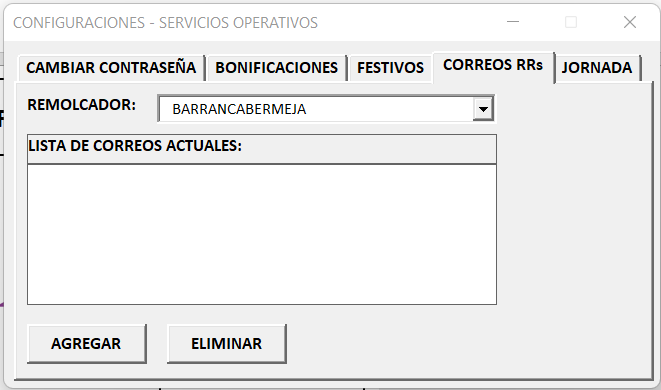 CONFIGURACIONES - SERVICIOS OPERATIVOS
CAMBIAR CONTRASEÑA BONIFICACIONES FESTIVOS CORREOS RRs JORNADA
REMOLCADOR: BARRANCABERMEJA
LISTA DE CORREOS ACTUALES:
AGREGAR ELIMINAR